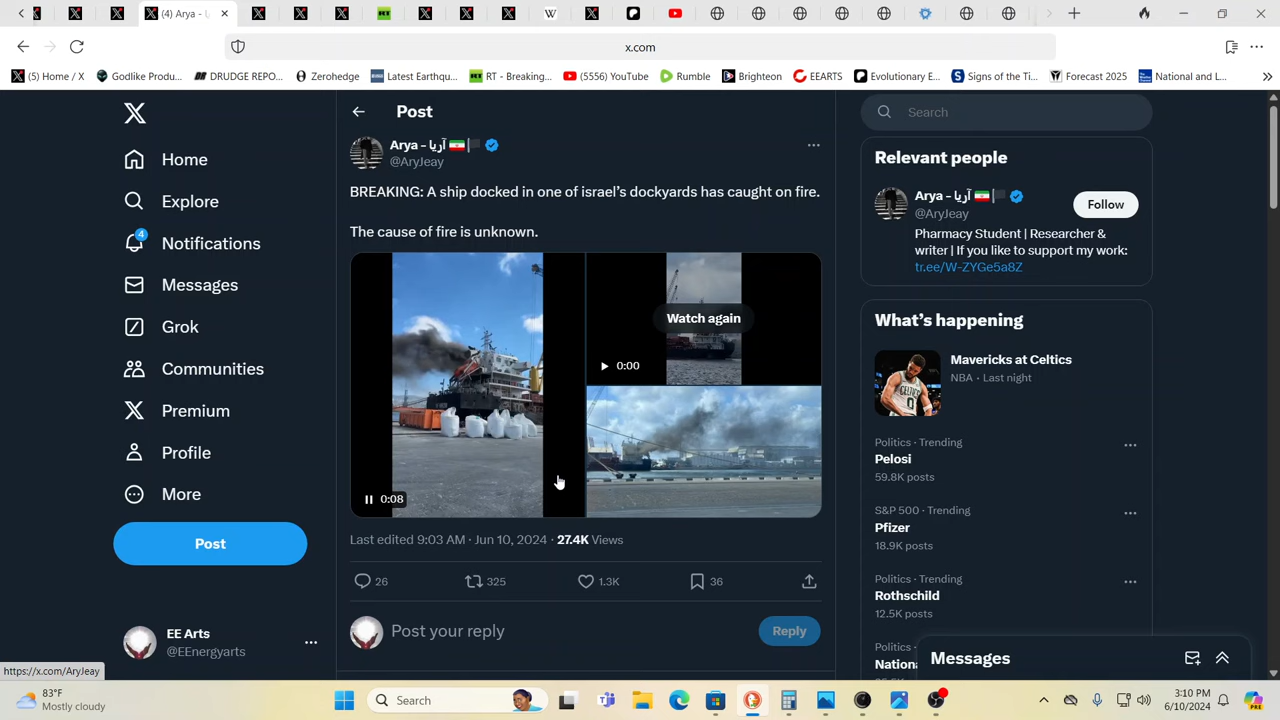 (4) Arya - 
x.com
(5) Home / X
Godlike Produ...
DRUDGE REPO...
Zerohedge
Latest Earthqu...
RT - Breaking...
(5556) YouTube
Rumble
Brighteon
EEARTS
Evolutionary E...
Signs of the Ti...
Forecast 2025
National and L...
Home
Explore
4
Notifications
Messages
Grok
Communities
Premium
Profile
More
Post
EE Arts
@EEnergyarts
https://x.com/AryJeay
Post
Arya - آریا
@AryJeay
BREAKING: A ship docked in one of israel's dockyards has caught on fire.
The cause of fire is unknown.
Watch again
0:00
0:08
Last edited 9:03 AM · Jun 10, 2024 · 27.4K Views
26
325
1.3K
36
Post your reply
Reply
Search
Relevant people
Arya - آریا
@AryJeay
Follow
Pharmacy Student | Researcher &
writer | If you like to support my work:
tr.ee/W-ZYGe5a8Z
What's happening
Mavericks at Celtics
NBA · Last night
Politics · Trending
Pelosi
59.8K posts
S&P 500 · Trending
Pfizer
18.9K posts
Politics · Trending
Rothschild
12.5K posts
Politics
Nationa
Messages
83°F
Mostly cloudy
Search
3:10 PM
6/10/2024